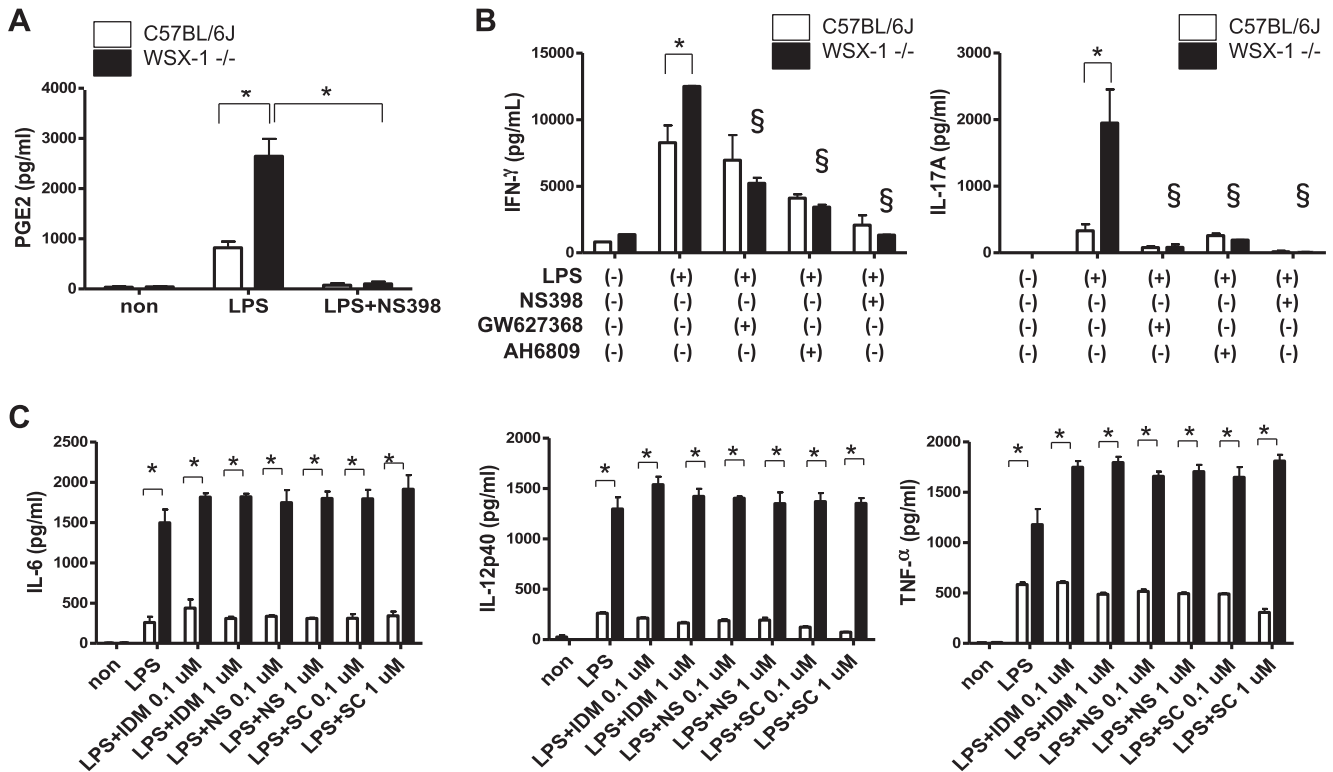 A
C57BL/6J
WSX-1 -/-
PGE2 (pg/ml)
4000
3000
2000
1000
0
* *
non LPS LPS+NS398
B
C57BL/6J
WSX-1 -/-
IFN-γ (pg/mL)
15000
10000
5000
0
*
§ § §
LPS (-) (+) (+) (+) (+)
NS398 (-) (-) (-) (-) (+)
GW627368 (-) (-) (+) (-) (-)
AH6809 (-) (-) (-) (+) (-)
C57BL/6J
WSX-1 -/-
IL-17A (pg/ml)
3000
2000
1000
0
*
§ § §
(-) (+) (+) (+) (+)
(-) (-) (-) (-) (+)
(-) (-) (+) (-) (-)
(-) (-) (-) (+) (-)
C
IL-6 (pg/ml)
2500
2000
1500
1000
500
0
* * * * * * *
non
LPS
LPS+IDM 0.1 uM
LPS+IDM 1 uM
LPS+NS 0.1 uM
LPS+NS 1 uM
LPS+SC 0.1 uM
LPS+SC 1 uM
IL-12p40 (pg/ml)
2000
1500
1000
500
0
* * * * * * *
non
LPS
LPS+IDM 0.1 uM
LPS+IDM 1 uM
LPS+NS 0.1 uM
LPS+NS 1 uM
LPS+SC 0.1 uM
LPS+SC 1 uM
TNF-α (pg/ml)
2000
1500
1000
500
0
* * * * * * *
non
LPS
LPS+IDM 0.1 uM
LPS+IDM 1 uM
LPS+NS 0.1 uM
LPS+NS 1 uM
LPS+SC 0.1 uM
LPS+SC 1 uM